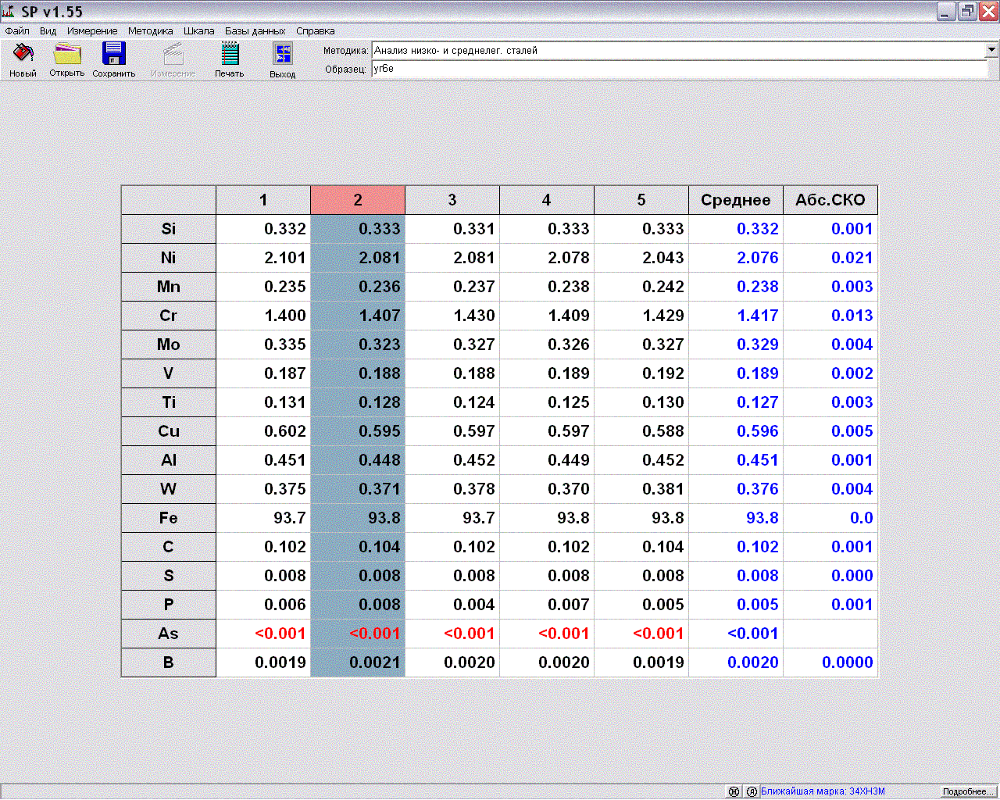 SP v1.55
Файл Вид Измерение Методика Шкала Базы данных Справка
Новый Открыть Сохранить Измерение Печать Выход
Методика: Анализ низко- и среднелег. сталей
Образец: уг6е
1 2 3 4 5 Среднее Абс.СКО
Si 0.332 0.333 0.331 0.333 0.333 0.332 0.001
Ni 2.101 2.081 2.081 2.078 2.043 2.076 0.021
Mn 0.235 0.236 0.237 0.238 0.242 0.238 0.003
Cr 1.400 1.407 1.430 1.409 1.429 1.417 0.013
Mo 0.335 0.323 0.327 0.326 0.327 0.329 0.004
V 0.187 0.188 0.188 0.189 0.192 0.189 0.002
Ti 0.131 0.128 0.124 0.125 0.130 0.127 0.003
Cu 0.602 0.595 0.597 0.597 0.588 0.596 0.005
Al 0.451 0.448 0.452 0.449 0.452 0.451 0.001
W 0.375 0.371 0.378 0.370 0.381 0.376 0.004
Fe 93.7 93.8 93.7 93.8 93.8 93.8 0.0
C 0.102 0.104 0.102 0.102 0.104 0.102 0.001
S 0.008 0.008 0.008 0.008 0.008 0.008 0.000
P 0.006 0.008 0.004 0.007 0.005 0.005 0.001
As <0.001 <0.001 <0.001 <0.001 <0.001 <0.001
B 0.0019 0.0021 0.0020 0.0020 0.0019 0.0020 0.0000
Ж Л Ближайшая марка: 34ХН3М Подробнее...